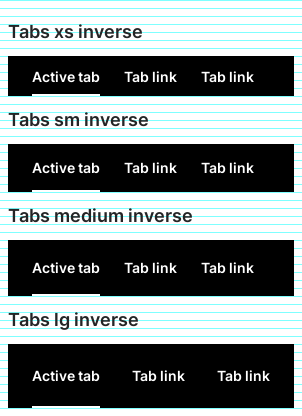 Tabs xs inverse
Active tab Tab link Tab link
Tabs sm inverse
Active tab Tab link Tab link
Tabs medium inverse
Active tab Tab link Tab link
Tabs lg inverse
Active tab Tab link Tab link